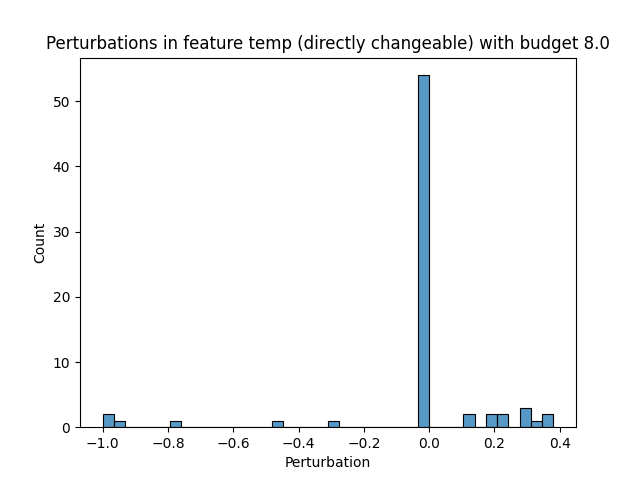 Perturbations in feature temp (directly changeable) with budget 8.0
50
40
30
20
10
0
Count
−1.0 −0.8 −0.6 −0.4 −0.2 0.0 0.2 0.4
Perturbation